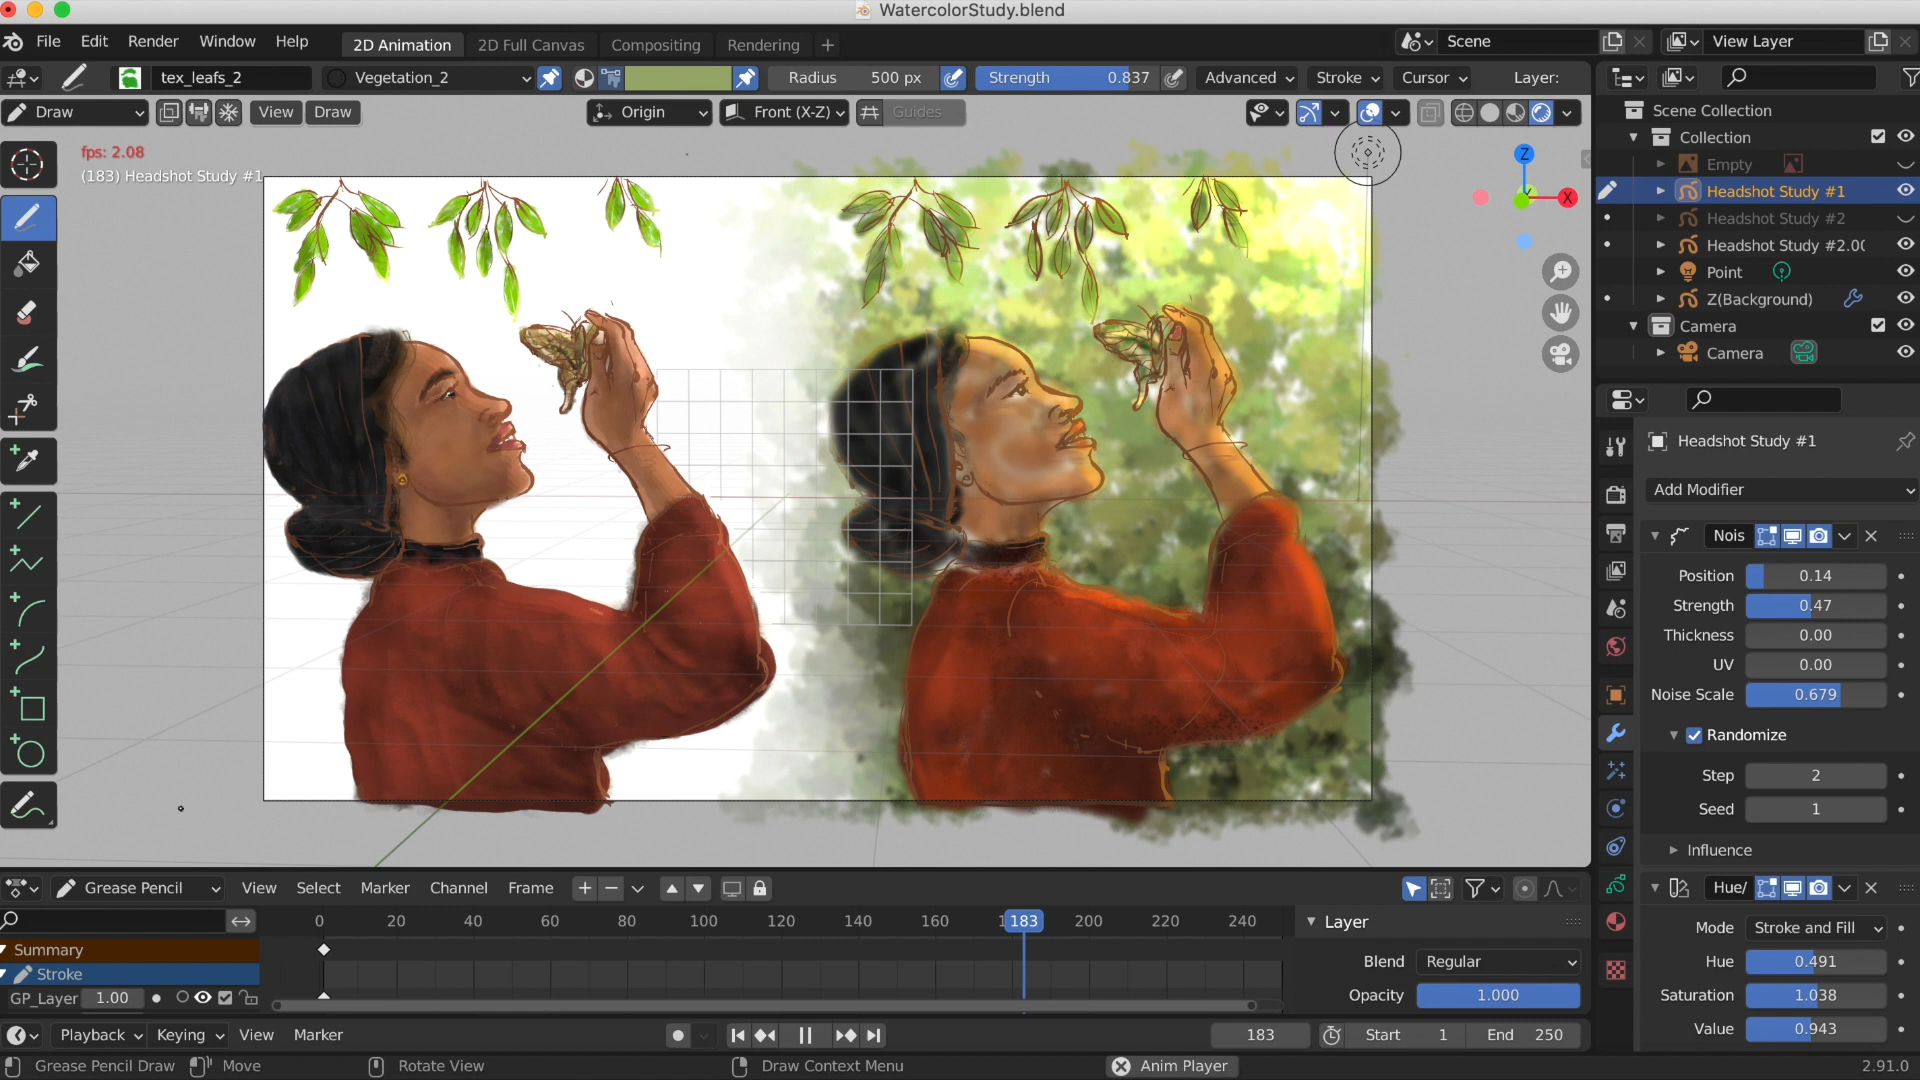 WatercolorStudy.blend
File Edit Render Window Help 2D Animation 2D Full Canvas Compositing Rendering + Scene View Layer
tex_leafs_2 Vegetation_2 Radius 500 px Strength 0.837 Advanced Stroke Cursor Layer:
Draw View Draw Origin Front (X-Z) Guides
fps: 2.08
(183) Headshot Study #1
Z
Y
X
Scene Collection
Collection
Empty
Headshot Study #1
Headshot Study #2
Headshot Study #2.00
Point
Z(Background)
Camera
Camera
Headshot Study #1
Add Modifier
Nois
Position 0.14
Strength 0.47
Thickness 0.00
UV 0.00
Noise Scale 0.679
Randomize
Step 2
Seed 1
Influence
Hue/
Mode Stroke and Fill
Hue 0.491
Saturation 1.038
Value 0.943
Grease Pencil View Select Marker Channel Frame
0 20 40 60 80 100 120 140 160 1 183 200 220 240
Summary
Stroke
GP_Layer 1.00
Layer
Blend Regular
Opacity 1.000
Playback Keying View Marker 183 Start 1 End 250
Grease Pencil Draw Move Rotate View Draw Context Menu Anim Player 2.91.0